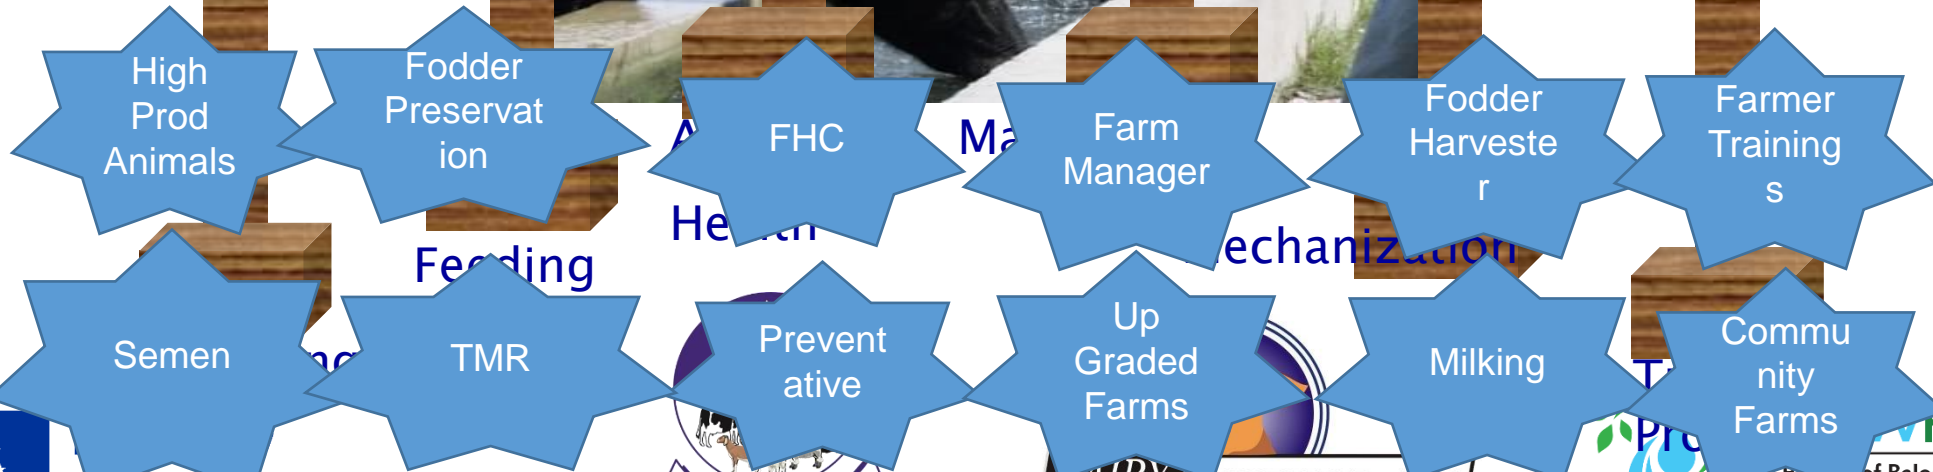 High
Prod
Animals
Fodder
Preservat
ion
FHC
Farm
Manager
Fodder
Harveste
r
Farmer
Training
s
Feeding
Semen
TMR
Prevent
ative
Up
Graded
Farms
Milking
Commu
nity
Farms